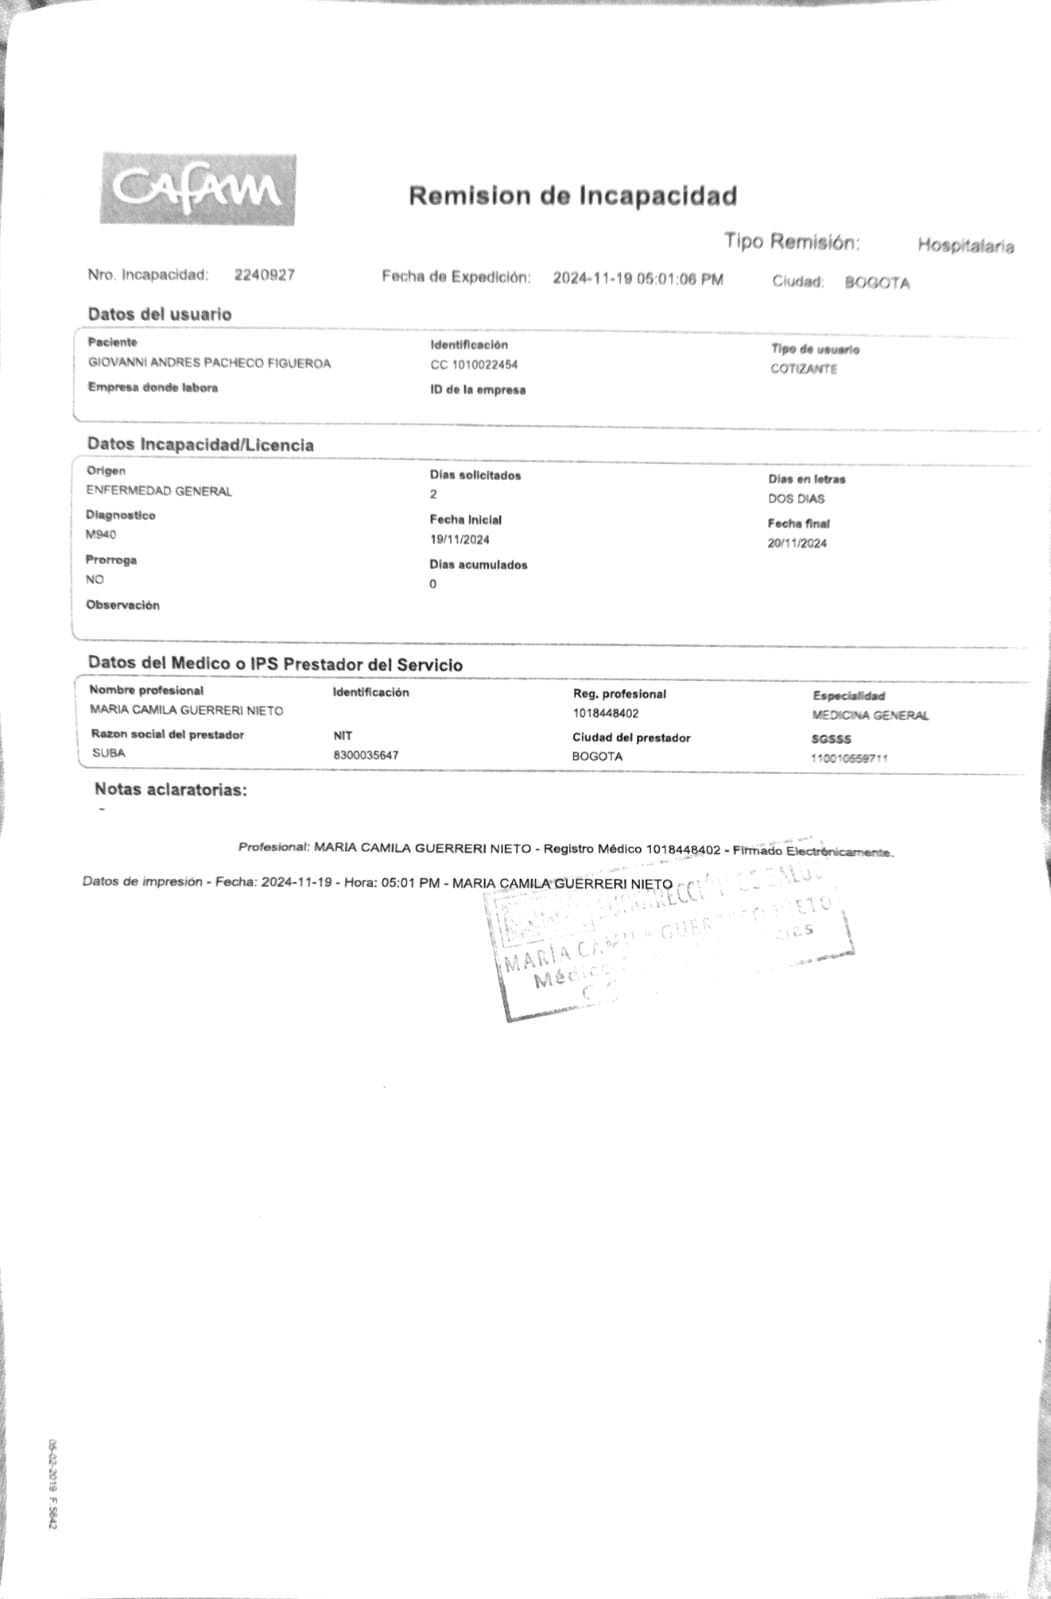 CAFAM
Remision de Incapacidad
Tipo Remisión: Hospitalaria
Nro. Incapacidad: 2240927 Fecha de Expedición: 2024-11-19 05:01:06 PM Ciudad: BOGOTA
Datos del usuario
Paciente Identificación Tipo de usuario
GIOVANNI ANDRES PACHECO FIGUEROA CC 1010022454 COTIZANTE
Empresa donde labora ID de la empresa
Datos Incapacidad/Licencia
Origen Dias solicitados Dias en letras
ENFERMEDAD GENERAL 2 DOS DIAS
Diagnostico Fecha Inicial Fecha final
M940 19/11/2024 20/11/2024
Prorroga Dias acumulados
NO 0
Observación
Datos del Medico o IPS Prestador del Servicio
Nombre profesional Identificación Reg. profesional Especialidad
MARIA CAMILA GUERRERI NIETO 1018448402 MEDICINA GENERAL
Razon social del prestador NIT Ciudad del prestador SGSSS
SUBA 8300035647 BOGOTA 110010559711
Notas aclaratorias:
-
Profesional: MARIA CAMILA GUERRERI NIETO - Registro Médico 1018448402 - Firmado Electrónicamente.
Datos de impresión - Fecha: 2024-11-19 - Hora: 05:01 PM - MARIA CAMILA GUERRERI NIETO
SUBDIRECCIÓN DE SALUD
MARÍA CAMILA GUERRERO NIETO
Médico
05-02-2019 F 5642